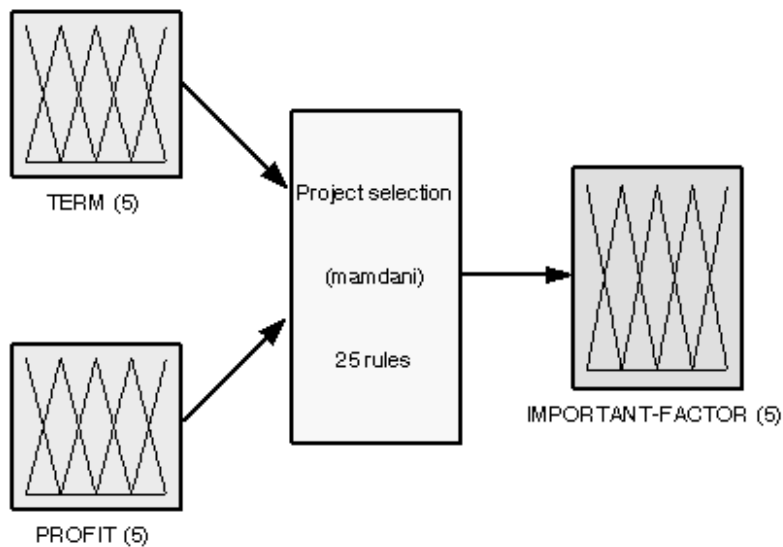 TERM (5)
Project selection
(mamdani)
25 rules
IMPORTANT-FACTOR (5)
PROFIT (5)